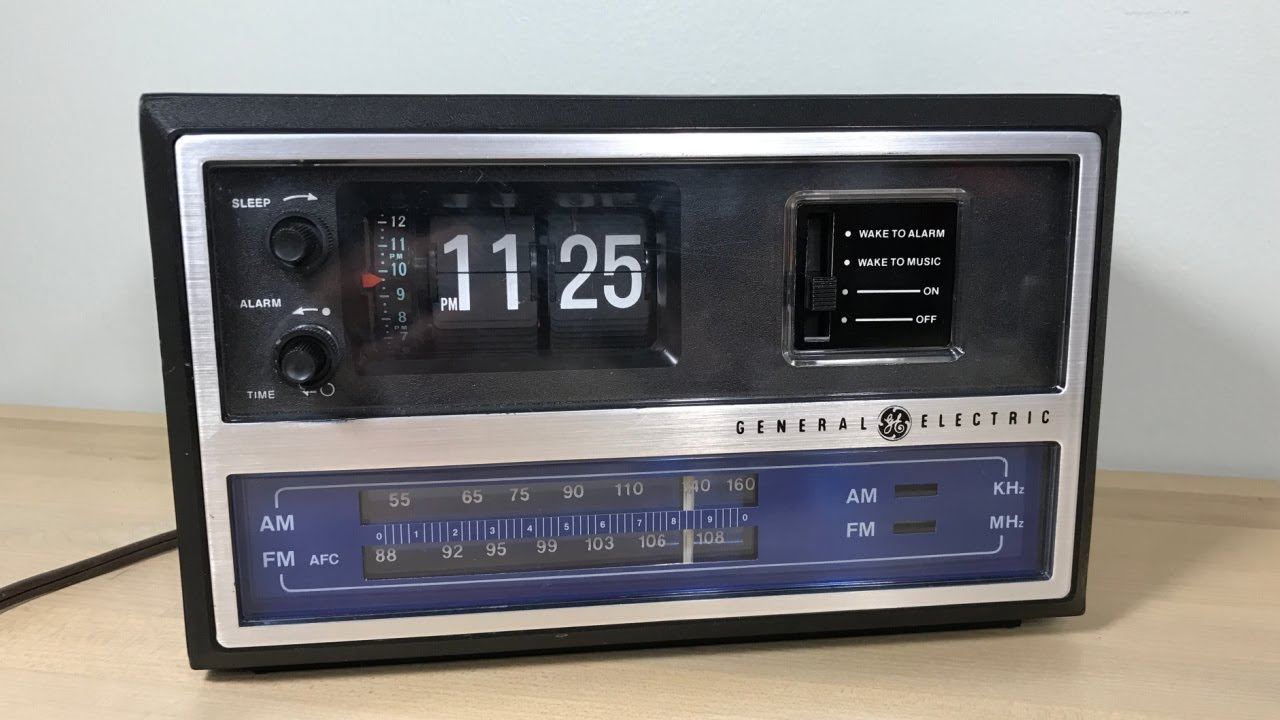 SLEEP
ALARM
TIME
12
11
PM
10
9
8
PM
7
PM 11 25
WAKE TO ALARM
WAKE TO MUSIC
ON
OFF
GENERAL GE ELECTRIC
AM 55 65 75 90 110 160
0 1 2 3 4 5 6 7 8 9 0
FM AFC 88 92 95 99 103 106 108
AM KHz
FM MHz